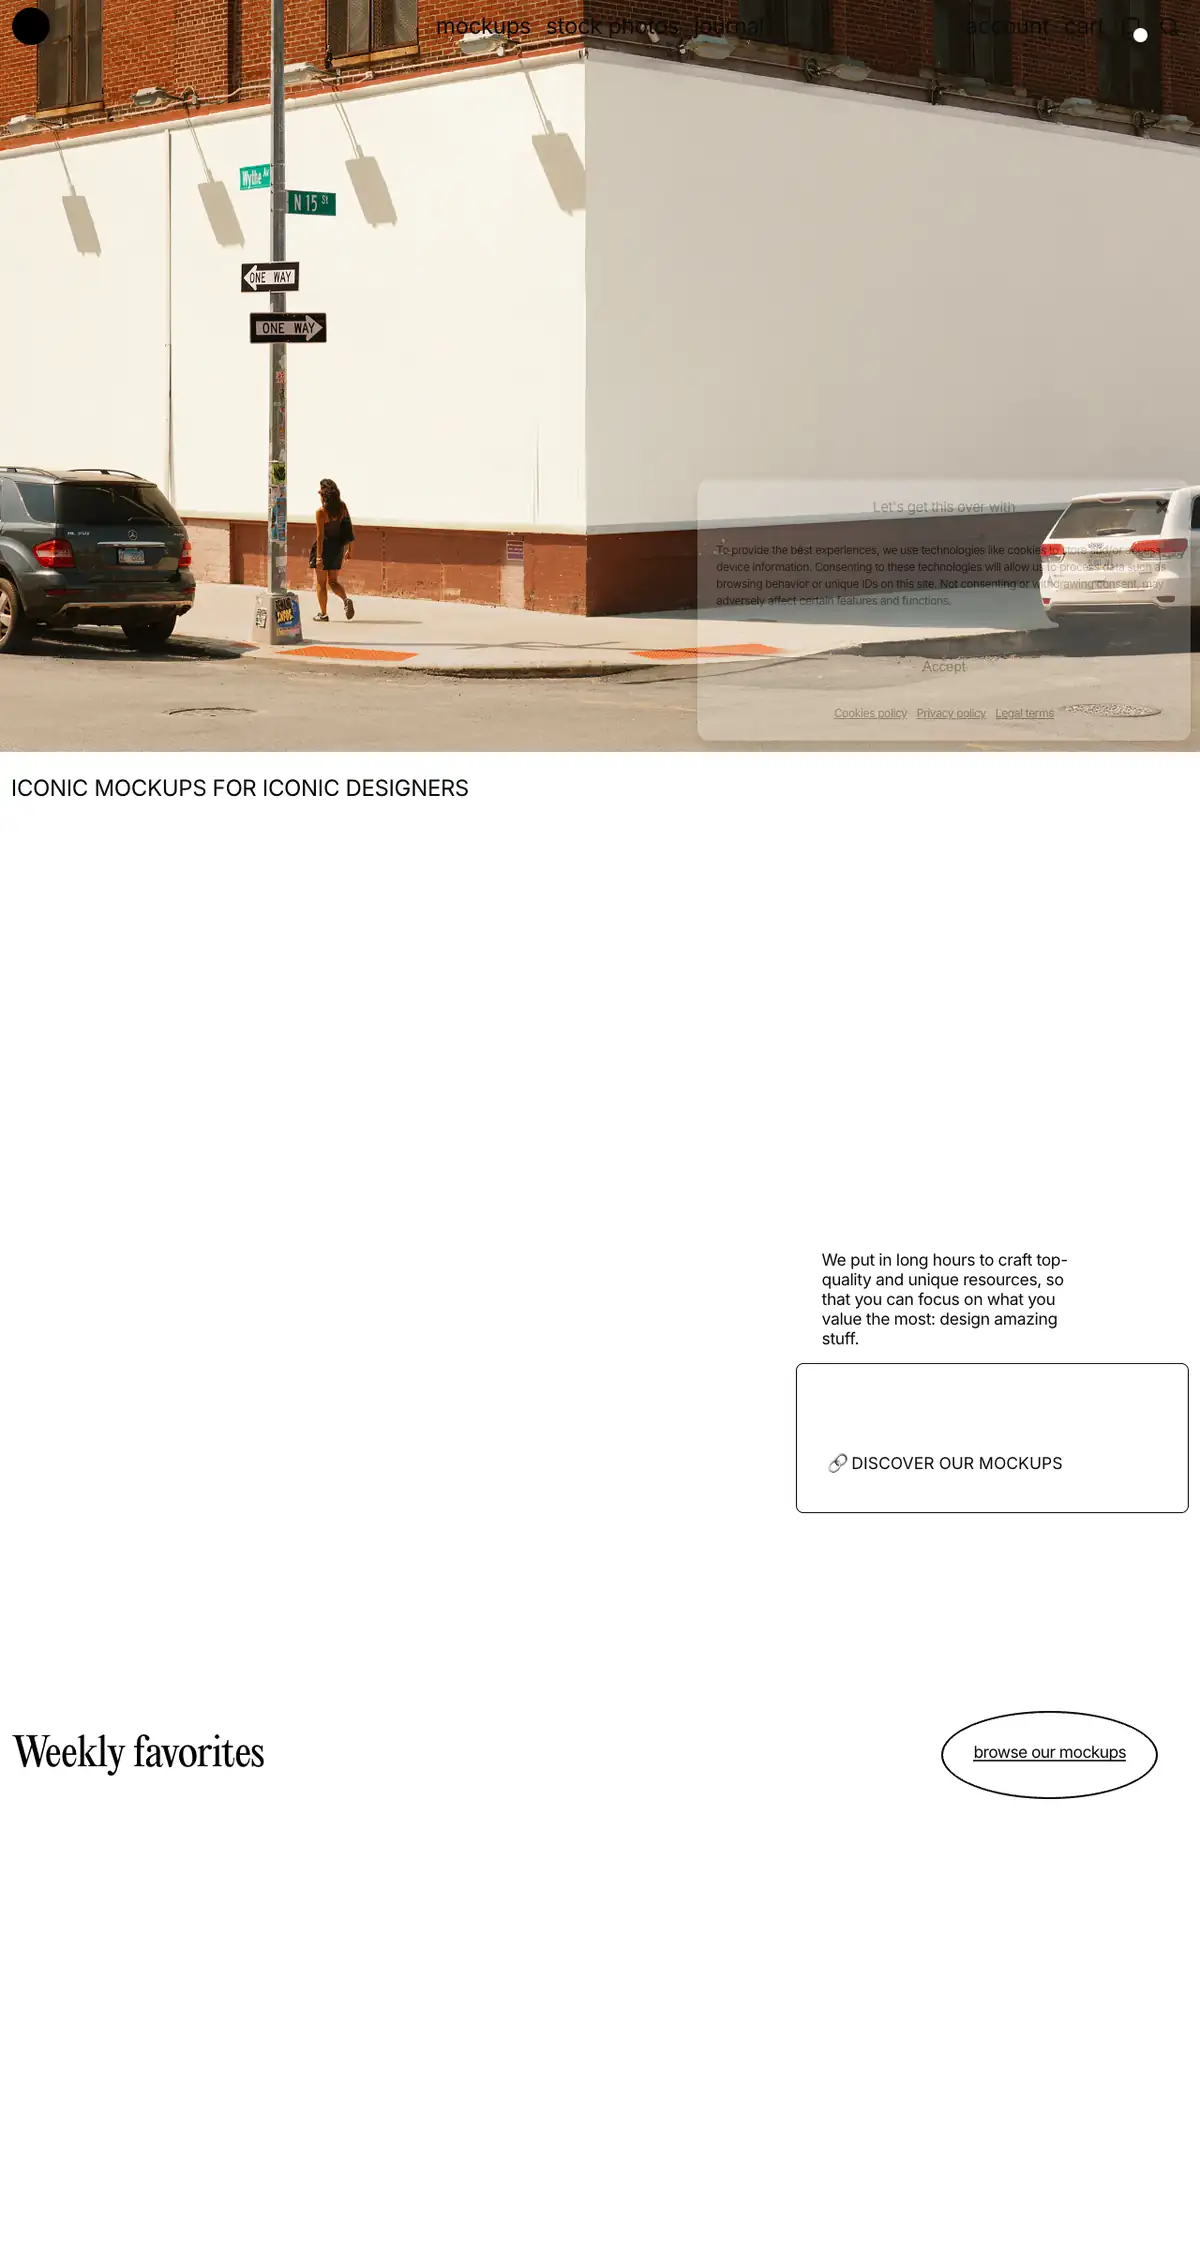 mockups stock photos journal
account cart
Wythe Av
N 15 St
ONE WAY
ONE WAY
Let's get this over with
To provide the best experiences, we use technologies like cookies to store and/or access
device information. Consenting to these technologies will allow us to process data such as
browsing behavior or unique IDs on this site. Not consenting or withdrawing consent, may
adversely affect certain features and functions.
Accept
Cookies policy Privacy policy Legal terms
ICONIC MOCKUPS FOR ICONIC DESIGNERS
We put in long hours to craft top-
quality and unique resources, so
that you can focus on what you
value the most: design amazing
stuff.
🔗 DISCOVER OUR MOCKUPS
Weekly favorites
browse our mockups